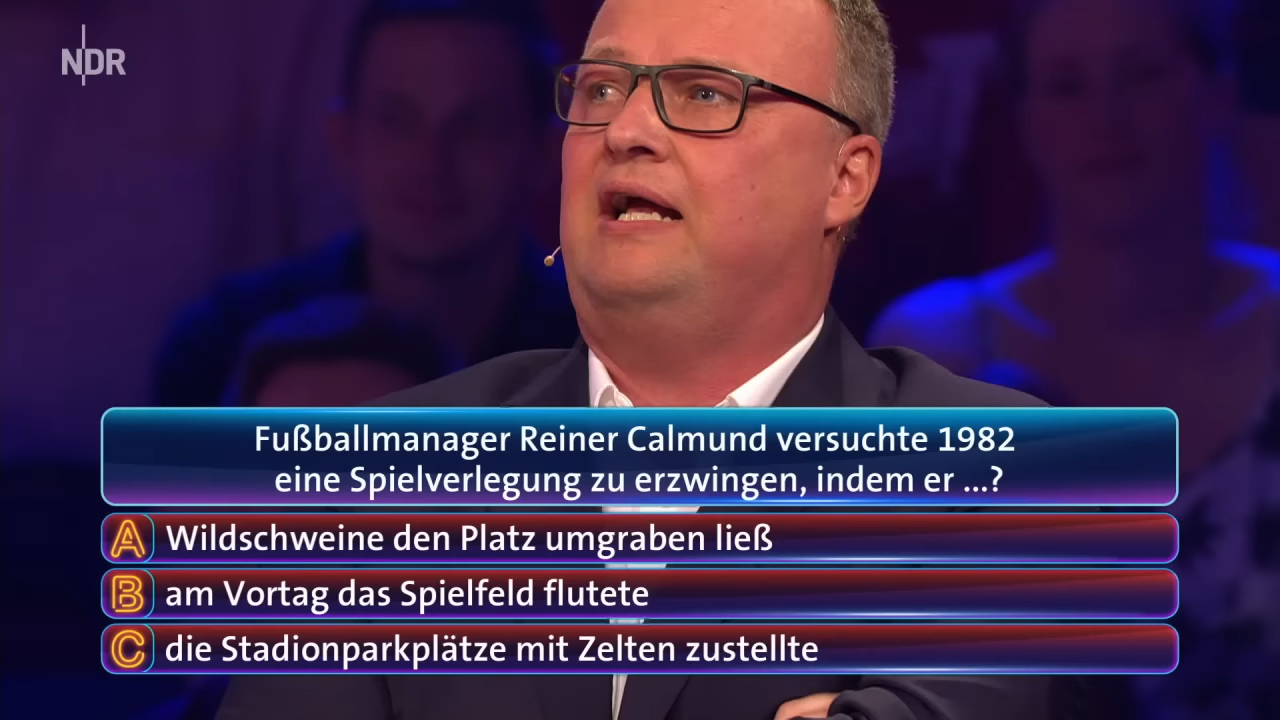 NDR
Fußballmanager Reiner Calmund versuchte 1982
eine Spielverlegung zu erzwingen, indem er ...?
A Wildschweine den Platz umgraben ließ
B am Vortag das Spielfeld flutete
C die Stadionparkplätze mit Zelten zustellte